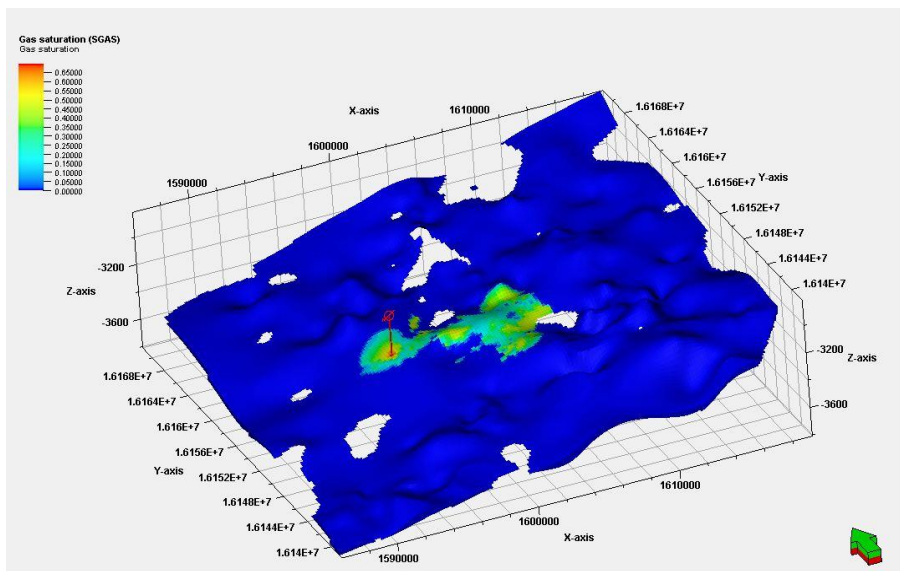 Gas saturation (SGAS)
Gas saturation
0.65000
0.60000
0.55000
0.50000
0.45000
0.40000
0.35000
0.30000
0.25000
0.20000
0.15000
0.10000
0.05000
0.00000
X-axis
1590000
1600000
1610000
1.6168E+7
1.6164E+7
1.616E+7
1.6156E+7
Y-axis
1.6152E+7
1.6148E+7
1.6144E+7
1.614E+7
-3200
Z-axis
-3600
-3200
Z-axis
-3600
1.6168E+7
1.6164E+7
1.616E+7
1.6156E+7
Y-axis
1.6152E+7
1.6148E+7
1.6144E+7
1.614E+7
1590000
1600000
X-axis
1610000